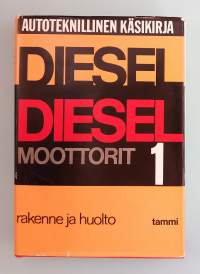 AUTOTEKNILLINEN KÄSIKIRJA
DIESEL
DIESEL
MOOTTORIT 1
rakenne ja huolto tammi